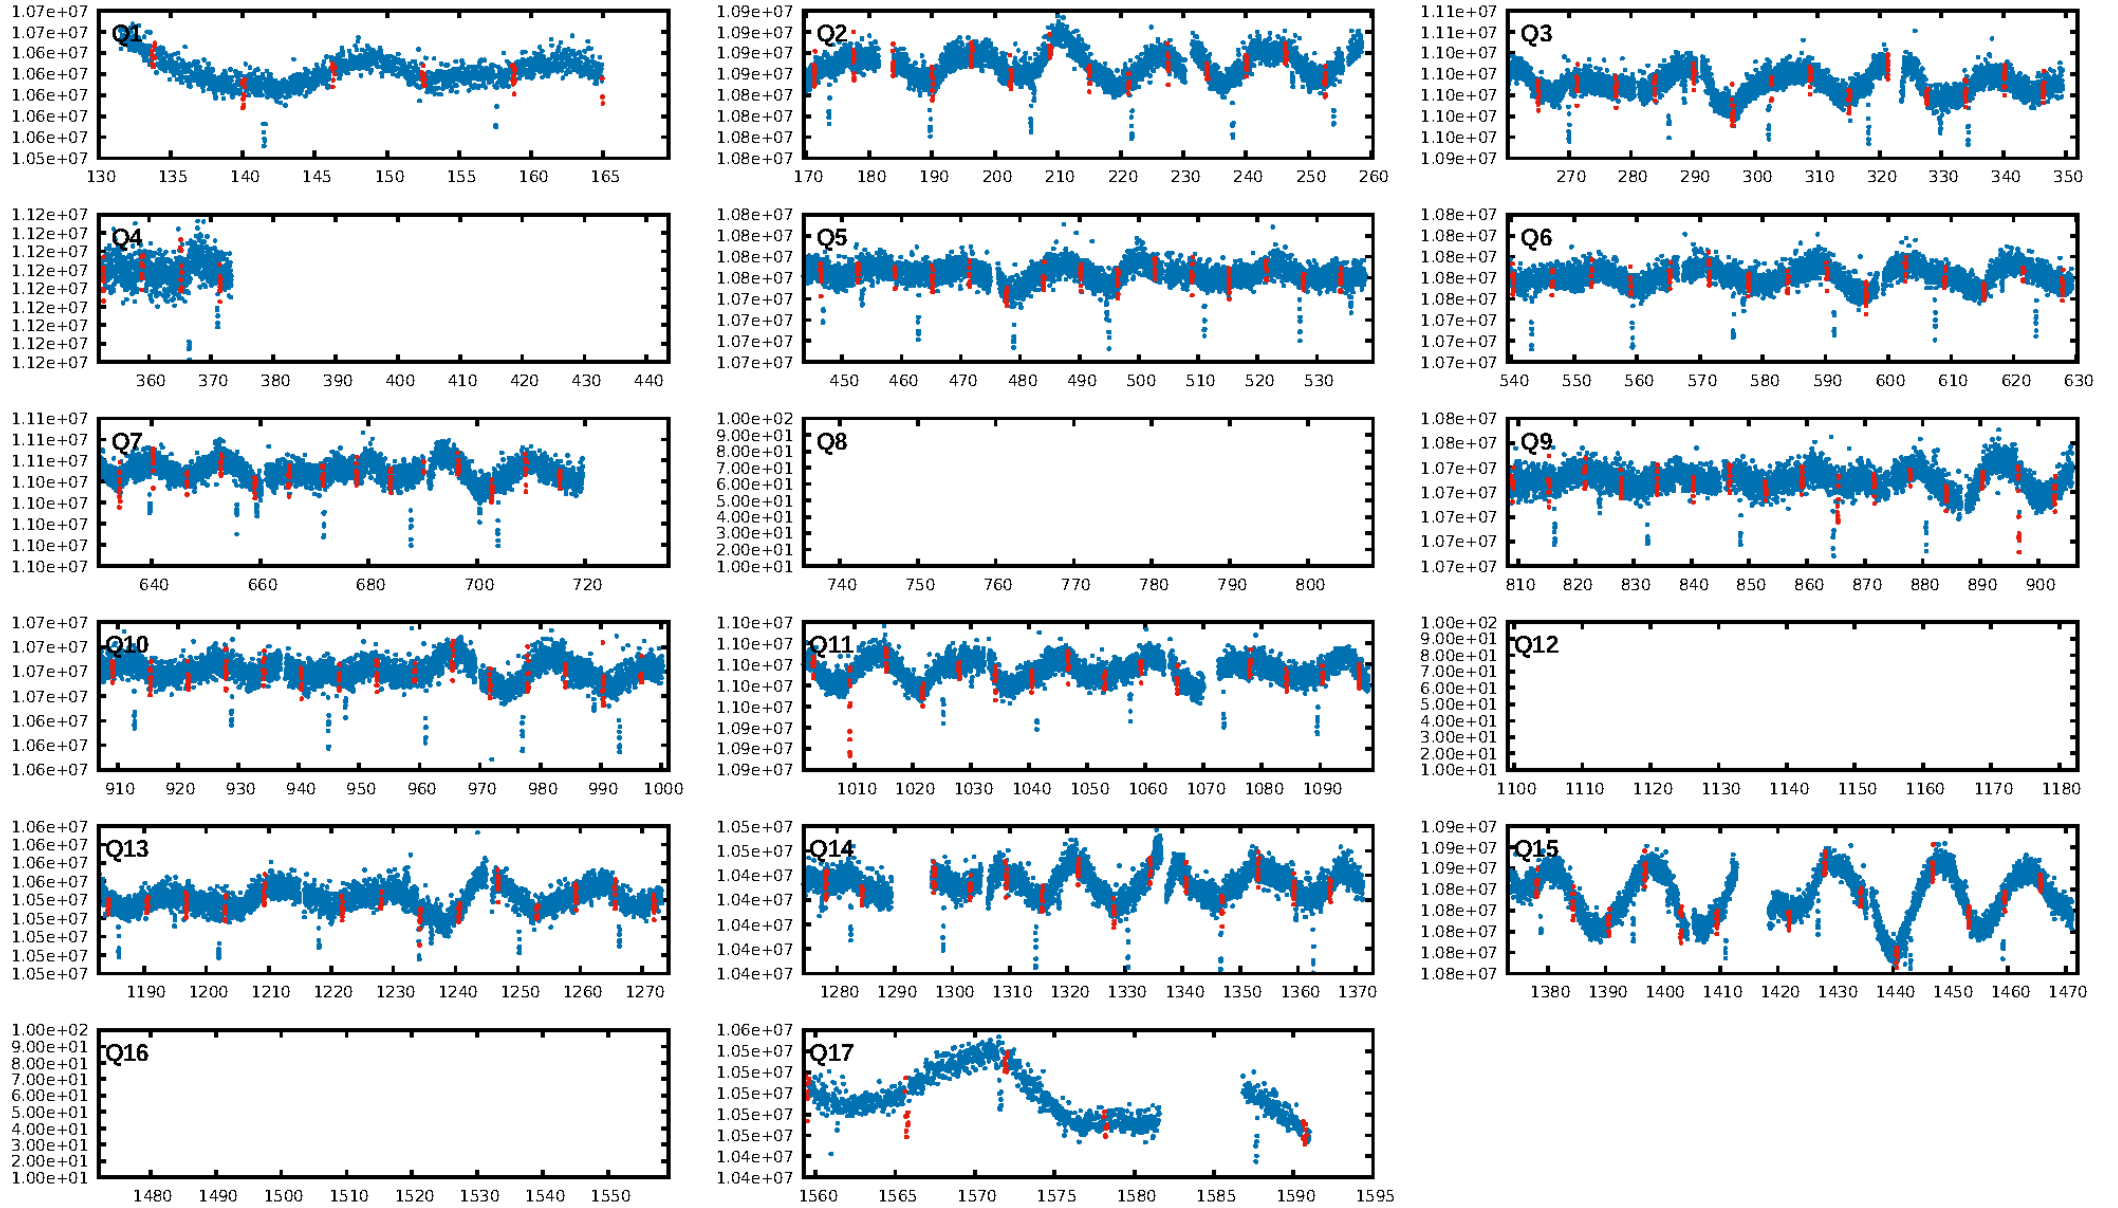 1.07e+07 1.07e+07 1.06e+07 1.06e+07 1.06e+07 1.06e+07 1.06e+07 1.05e+07
Q1
130 135 140 145 150 155 160 165
1.09e+07 1.09e+07 1.09e+07 1.09e+07 1.08e+07 1.08e+07 1.08e+07 1.08e+07
Q2
170 180 190 200 210 220 230 240 250 260
1.11e+07 1.10e+07 1.10e+07 1.10e+07 1.10e+07 1.10e+07 1.10e+07 1.09e+07
Q3
270 280 290 300 310 320 330 340 350
1.12e+07 1.12e+07 1.12e+07 1.12e+07 1.12e+07 1.12e+07 1.12e+07 1.12e+07 1.12e+07
Q4
360 370 380 390 400 410 420 430 440
1.08e+07 1.08e+07 1.08e+07 1.08e+07 1.07e+07 1.07e+07 1.07e+07 1.07e+07
Q5
450 460 470 480 490 500 510 520 530
1.08e+07 1.08e+07 1.08e+07 1.08e+07 1.08e+07 1.07e+07 1.07e+07 1.07e+07
Q6
540 550 560 570 580 590 600 610 620 630
1.11e+07 1.11e+07 1.11e+07 1.10e+07 1.10e+07 1.10e+07 1.10e+07 1.10e+07
Q7
640 660 680 700 720
1.00e+02 9.00e+01 8.00e+01 7.00e+01 6.00e+01 5.00e+01 4.00e+01 3.00e+01 2.00e+01 1.00e+01
Q8
740 750 760 770 780 790 800
1.08e+07 1.08e+07 1.07e+07 1.07e+07 1.07e+07 1.07e+07 1.07e+07
Q9
810 820 830 840 850 860 870 880 890 900
1.07e+07 1.07e+07 1.07e+07 1.07e+07 1.06e+07 1.06e+07 1.06e+07
Q10
910 920 930 940 950 960 970 980 990 1000
1.10e+07 1.10e+07 1.10e+07 1.10e+07 1.10e+07 1.09e+07 1.09e+07 1.09e+07
Q11
1010 1020 1030 1040 1050 1060 1070 1080 1090
1.00e+02 9.00e+01 8.00e+01 7.00e+01 6.00e+01 5.00e+01 4.00e+01 3.00e+01 2.00e+01 1.00e+01
Q12
1100 1110 1120 1130 1140 1150 1160 1170 1180
1.06e+07 1.06e+07 1.06e+07 1.06e+07 1.05e+07 1.05e+07 1.05e+07 1.05e+07 1.05e+07
Q13
1190 1200 1210 1220 1230 1240 1250 1260 1270
1.05e+07 1.05e+07 1.04e+07 1.04e+07 1.04e+07 1.04e+07 1.04e+07
Q14
1280 1290 1300 1310 1320 1330 1340 1350 1360 1370
1.09e+07 1.09e+07 1.09e+07 1.08e+07 1.08e+07 1.08e+07 1.08e+07 1.08e+07
Q15
1380 1390 1400 1410 1420 1430 1440 1450 1460 1470
1.00e+02 9.00e+01 8.00e+01 7.00e+01 6.00e+01 5.00e+01 4.00e+01 3.00e+01 2.00e+01 1.00e+01
Q16
1480 1490 1500 1510 1520 1530 1540 1550
1.06e+07 1.05e+07 1.05e+07 1.05e+07 1.05e+07 1.05e+07 1.04e+07 1.04e+07
Q17
1560 1565 1570 1575 1580 1585 1590 1595